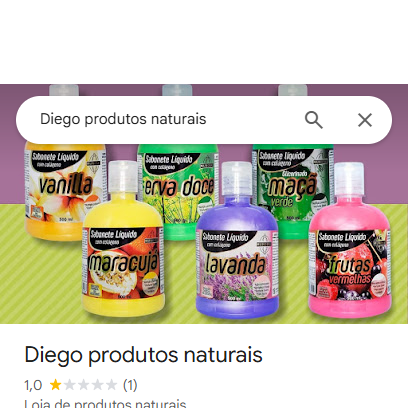 Diego produtos naturais
Sabonete Líquido
com colágeno
vanilla
500 ml
erva doce
Sabonete Líquido
com colágeno
Glicerinado
maçã
verde
Sabonete Líquido
com colágeno
maracujá
500 ml
Sabonete Líquido
com colágeno
lavanda
500 ml
Sabonete Líquido
com colágeno
frutas
vermelhas
Diego produtos naturais
1,0 (1)
Loja de produtos naturais